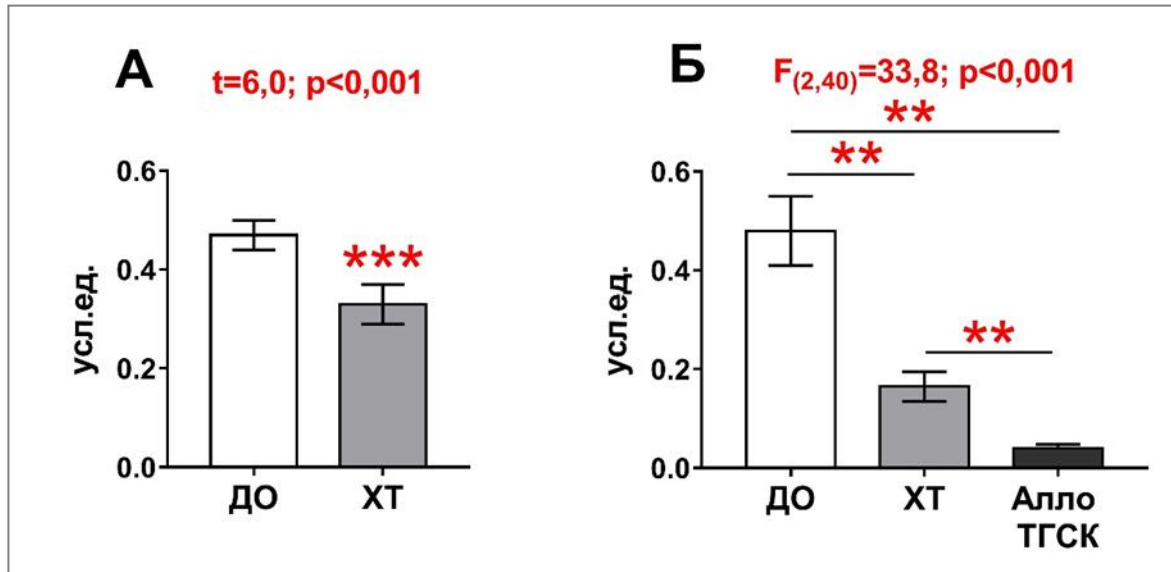 А
t=6,0; p<0,001
0.6
0.4
0.2
0.0
усл.ед.
***
ДО
ХТ
Б
F(2,40)=33,8; p<0,001
**
**
**
0.6
0.4
0.2
0.0
усл.ед.
ДО
ХТ
Алло
ТГСК